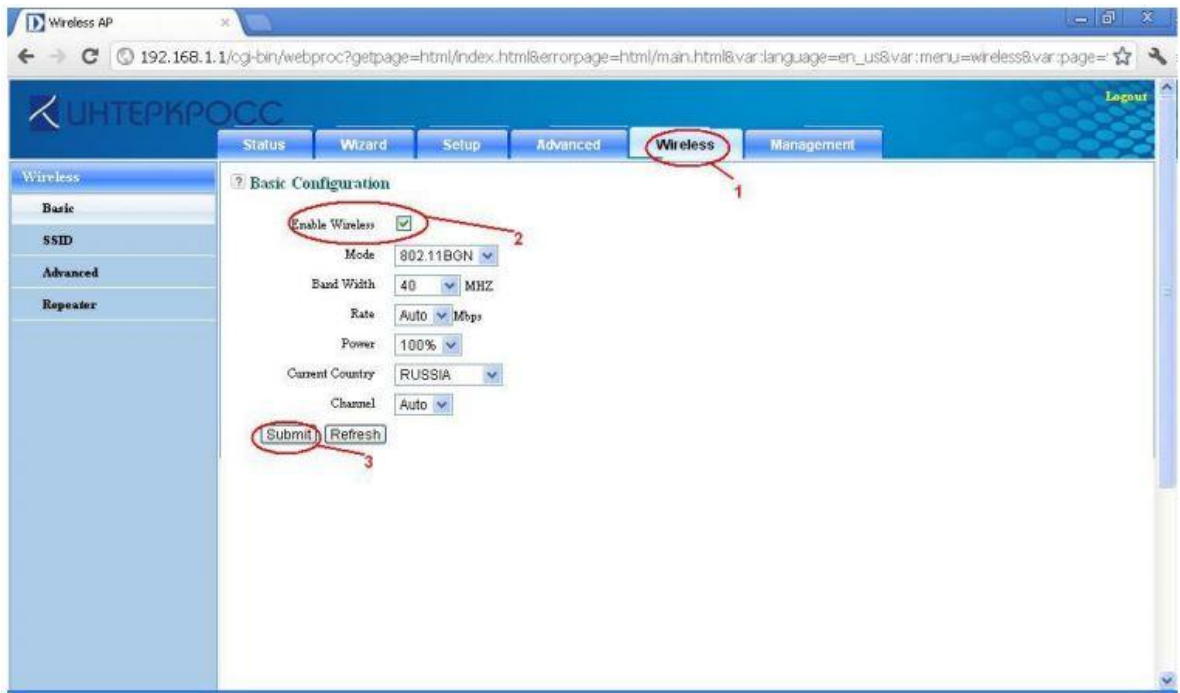 Wireless AP
192.168.1.1/cgi-bin/webproc?getpage=html/index.html&errorpage=html/main.html&var:language=en_us&var:menu=wireless&var:page=
ИНТЕРКРОСС
Logout
Status Wizard Setup Advanced Wireless Management
1
Wireless
Basic
SSID
Advanced
Repeater
? Basic Configuration
Enable Wireless
2
Mode 802.11BGN
Band Width 40 MHZ
Rate Auto Mbps
Power 100%
Current Country RUSSIA
Channel Auto
Submit Refresh
3